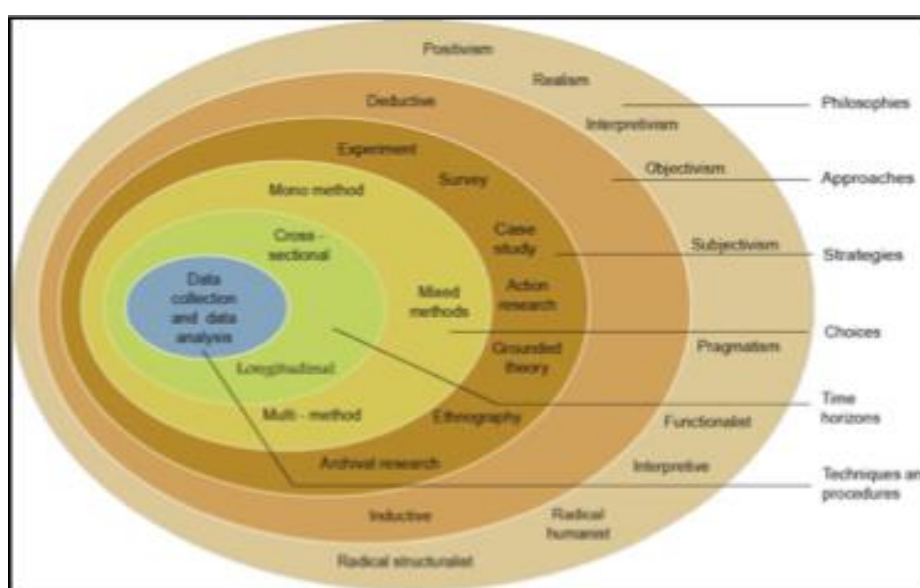 Positivism
Realism
Deductive
Philosophies
Interpretivism
Experiment
Objectivism
Approaches
Survey
Mono method
Case
study
Cross -
sectional
Subjectivism
Strategies
Data
collection
and data
analysis
Action
research
Mixed
methods
Choices
Grounded
theory
Pragmatism
Longitudinal
Time
horizons
Multi - method
Ethnography
Functionalist
Archival research
Interpretive
Techniques an
procedures
Inductive
Radical
humanist
Radical structuralist